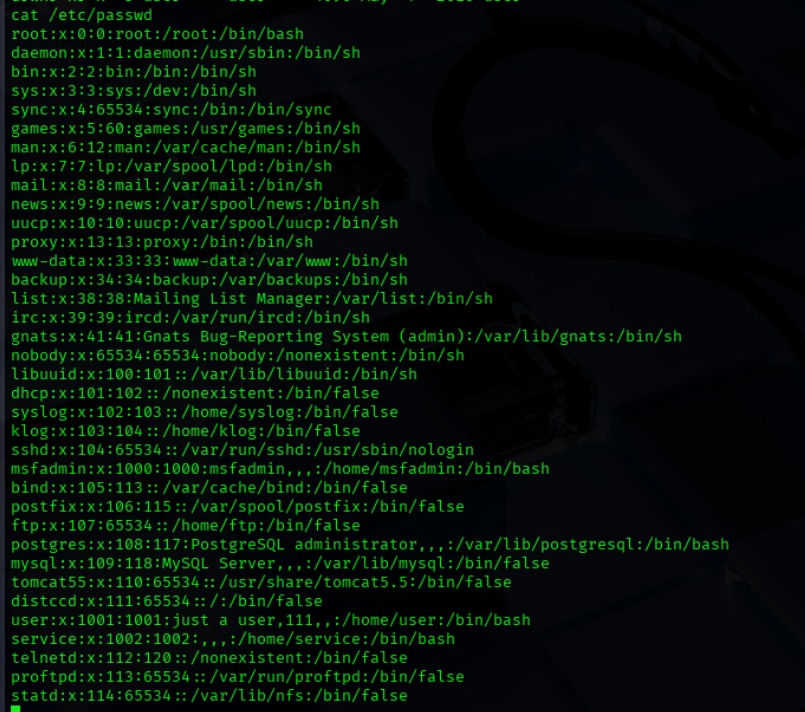 cat /etc/passwd
root:x:0:0:root:/root:/bin/bash
daemon:x:1:1:daemon:/usr/sbin:/bin/sh
bin:x:2:2:bin:/bin:/bin/sh
sys:x:3:3:sys:/dev:/bin/sh
sync:x:4:65534:sync:/bin:/bin/sync
games:x:5:60:games:/usr/games:/bin/sh
man:x:6:12:man:/var/cache/man:/bin/sh
lp:x:7:7:lp:/var/spool/lpd:/bin/sh
mail:x:8:8:mail:/var/mail:/bin/sh
news:x:9:9:news:/var/spool/news:/bin/sh
uucp:x:10:10:uucp:/var/spool/uucp:/bin/sh
proxy:x:13:13:proxy:/bin:/bin/sh
www-data:x:33:33:www-data:/var/www:/bin/sh
backup:x:34:34:backup:/var/backups:/bin/sh
list:x:38:38:Mailing List Manager:/var/list:/bin/sh
irc:x:39:39:ircd:/var/run/ircd:/bin/sh
gnats:x:41:41:Gnats Bug-Reporting System (admin):/var/lib/gnats:/bin/sh
nobody:x:65534:65534:nobody:/nonexistent:/bin/sh
libuuid:x:100:101::/var/lib/libuuid:/bin/sh
dhcp:x:101:102::/nonexistent:/bin/false
syslog:x:102:103::/home/syslog:/bin/false
klog:x:103:104::/home/klog:/bin/false
sshd:x:104:65534::/var/run/sshd:/usr/sbin/nologin
msfadmin:x:1000:1000:msfadmin,,,:/home/msfadmin:/bin/bash
bind:x:105:113::/var/cache/bind:/bin/false
postfix:x:106:115::/var/spool/postfix:/bin/false
ftp:x:107:65534::/home/ftp:/bin/false
postgres:x:108:117:PostgreSQL administrator,,,:/var/lib/postgresql:/bin/bash
mysql:x:109:118:MySQL Server,,,:/var/lib/mysql:/bin/false
tomcat55:x:110:65534::/usr/share/tomcat5.5:/bin/false
distccd:x:111:65534::/:/bin/false
user:x:1001:1001:just a user,111,,:/home/user:/bin/bash
service:x:1002:1002:,,,:/home/service:/bin/bash
telnetd:x:112:120::/nonexistent:/bin/false
proftpd:x:113:65534::/var/run/proftpd:/bin/false
statd:x:114:65534::/var/lib/nfs:/bin/false